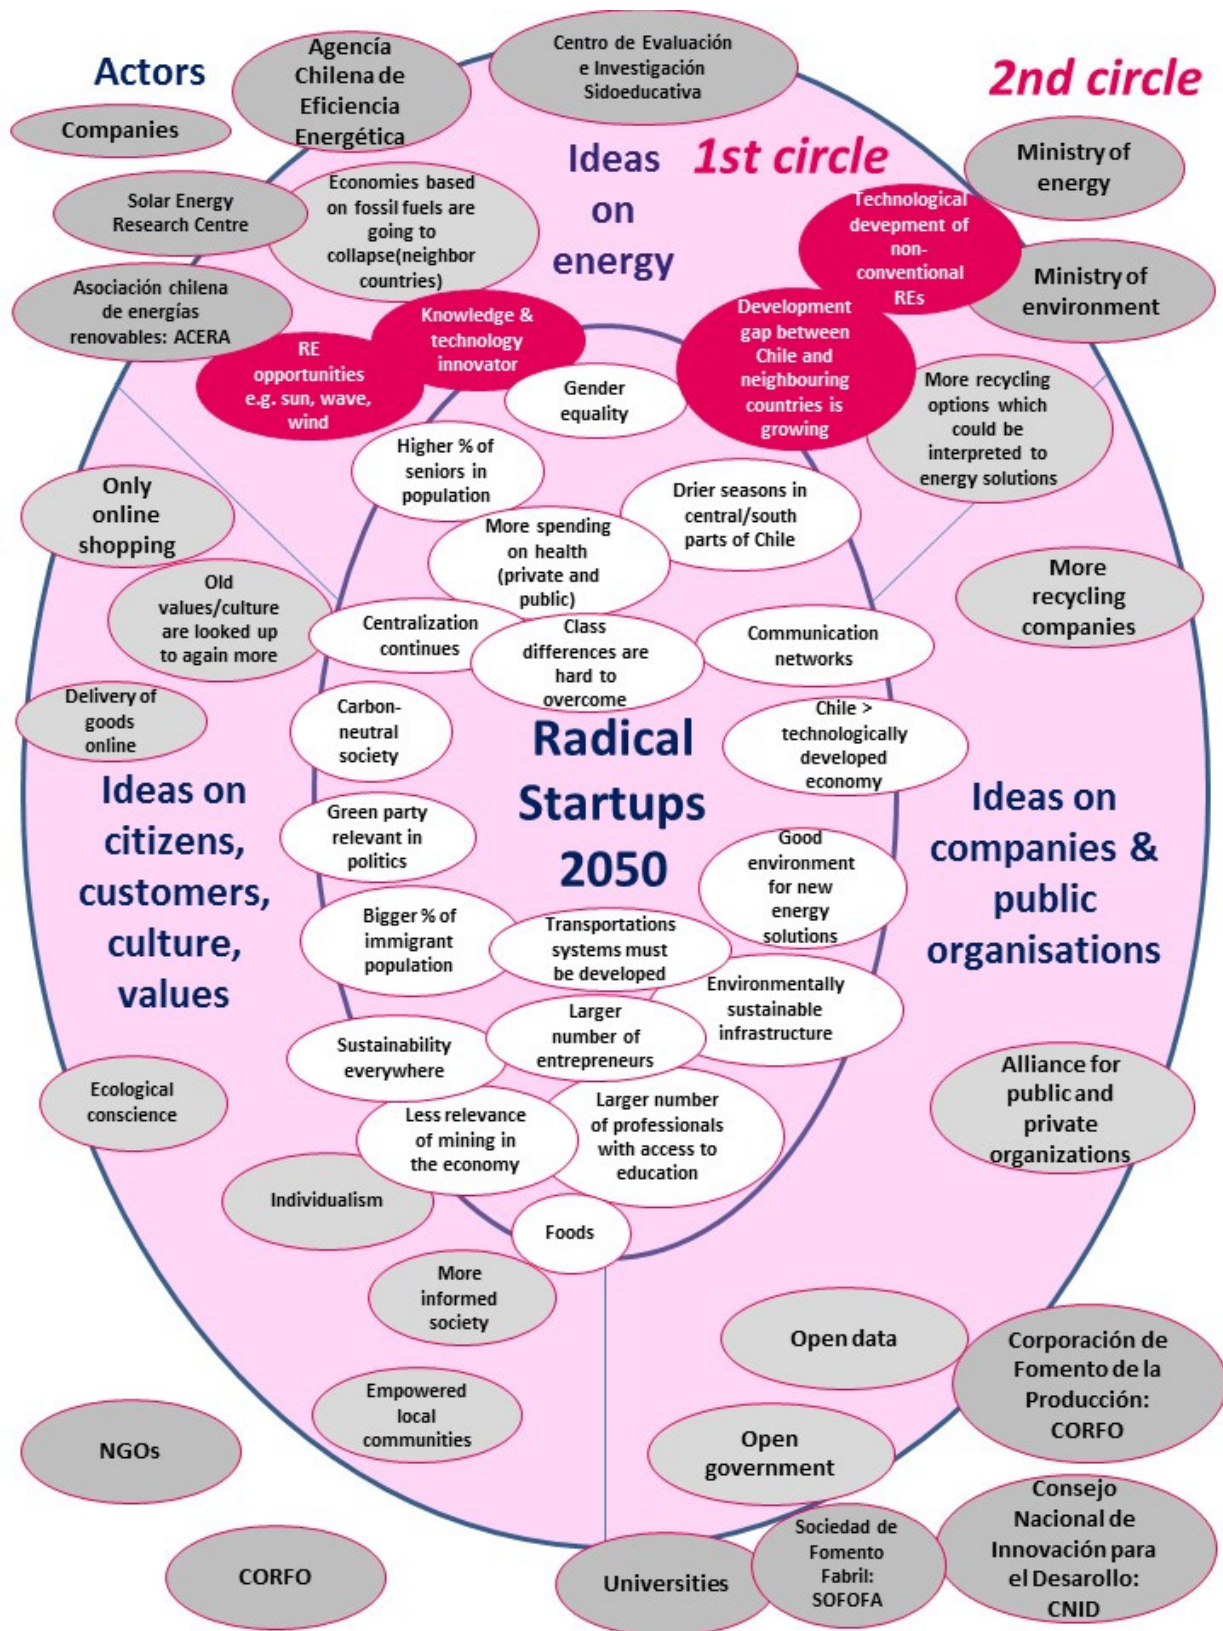 Actors
Agencía
Chilena de
Eficiencia
Energética
Centro de Evaluación
e Investigación
Sidoeducativa
2nd circle
Companies
Ideas
on
energy
1st circle
Ministry of
energy
Solar Energy
Research Centre
Economies based
on fossil fuels are
going to
collapse(neighbor
countries)
Technological
devepment of
non-
conventional
REs
Ministry of
environment
Asociación chilena
de energías
renovables: ACERA
RE
opportunities
e.g. sun, wave,
wind
Knowledge &
technology
innovator
Development
gap between
Chile and
neighbouring
countries is
growing
Gender
equality
More recycling
options which
could be
interpreted to
energy solutions
Higher % of
seniors in
population
Drier seasons in
central/south
parts of Chile
Only
online
shopping
More spending
on health
(private and
public)
Old
values/culture
are looked up
to again more
Centralization
continues
Class
differences are
hard to
overcome
Communication
networks
More
recycling
companies
Delivery of
goods
online
Carbon-
neutral
society
Radical
Startups
2050
Chile >
technologically
developed
economy
Ideas on
citizens,
customers,
culture,
values
Green party
relevant in
politics
Good
environment
for new
energy
solutions
Ideas on
companies &
public
organisations
Bigger % of
immigrant
population
Transportations
systems must
be developed
Environmentally
sustainable
infrastructure
Sustainability
everywhere
Larger
number of
entrepreneurs
Ecological
conscience
Less relevance
of mining in
the economy
Larger number
of professionals
with access to
education
Alliance for
public and
private
organizations
Individualism
Foods
More
informed
society
Open data
Corporación de
Fomento de la
Producción:
CORFO
Empowered
local
communities
NGOs
Open
government
Consejo
Nacional de
Innovación para
el Desarollo:
CNID
CORFO
Universities
Sociedad de
Fomento
Fabril:
SOFOFA